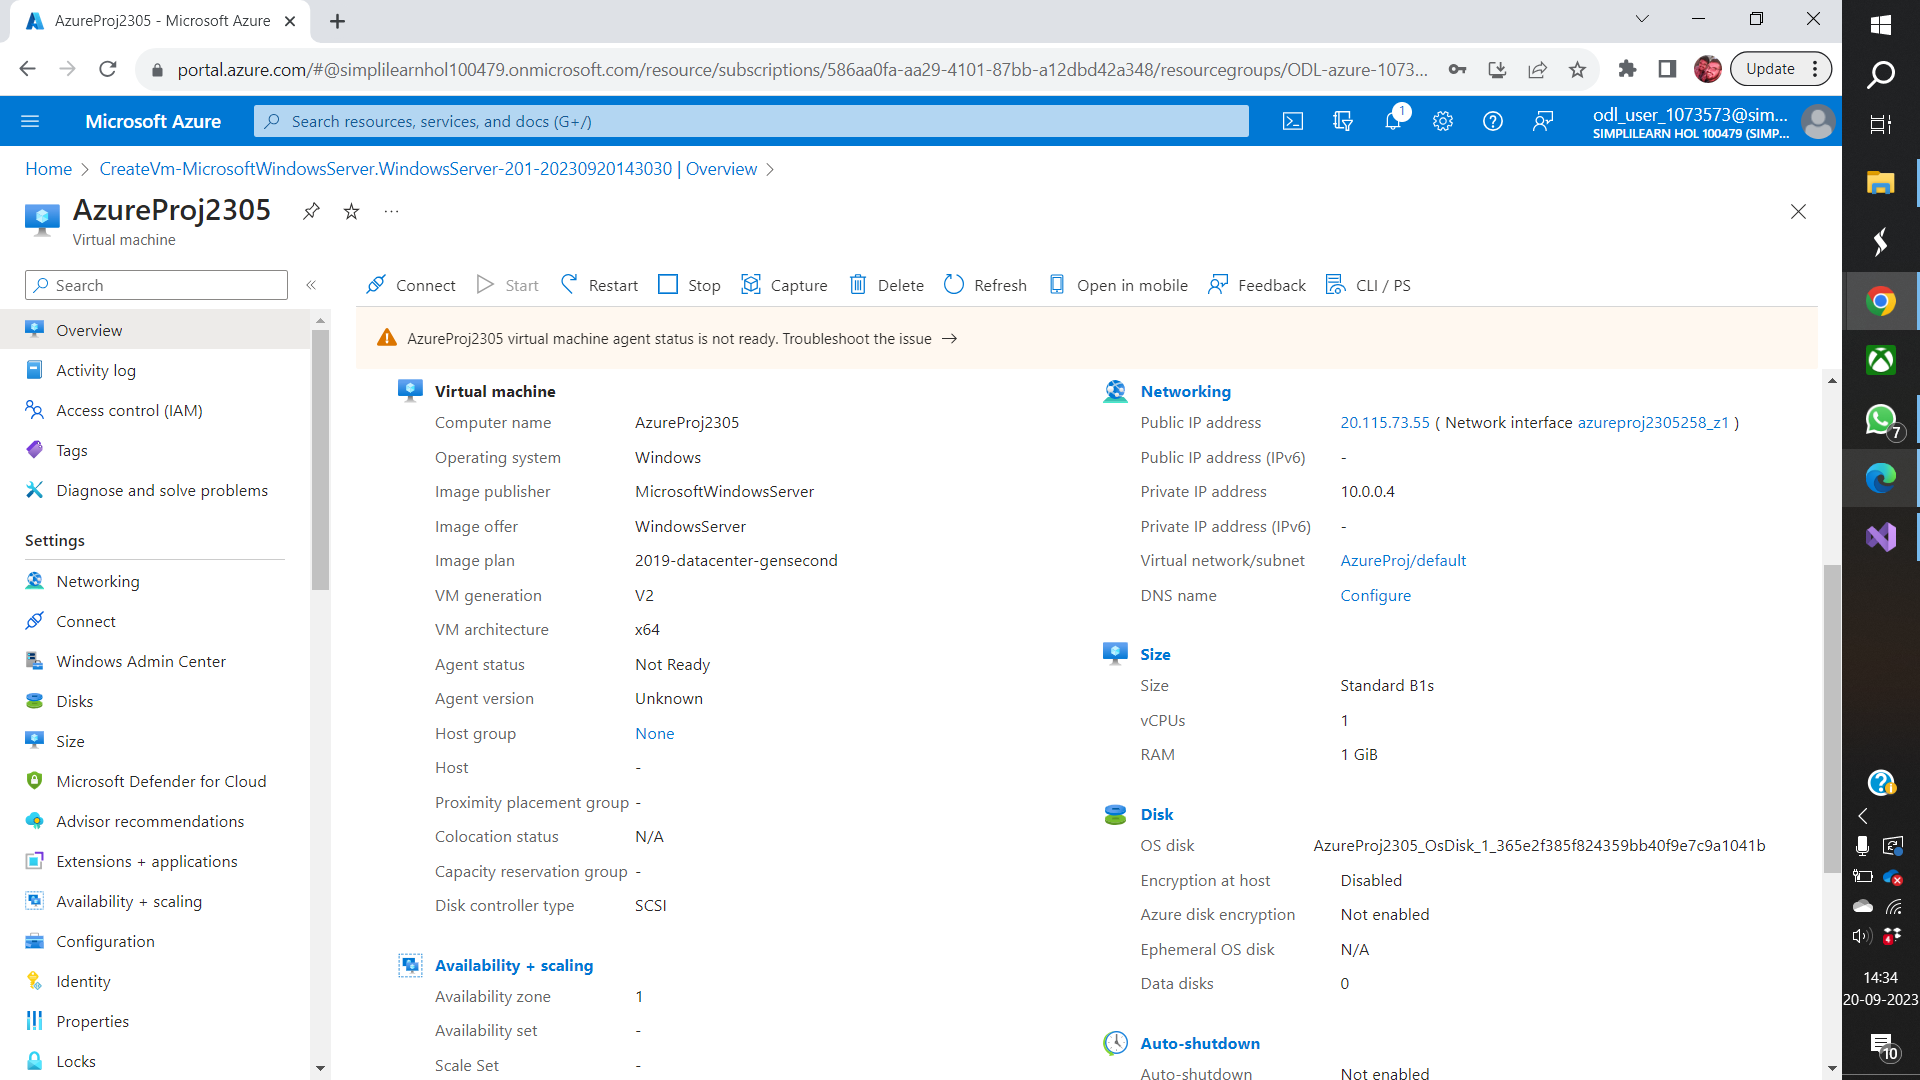 AzureProj2305 - Microsoft Azure
portal.azure.com/#@simplilearnhol100479.onmicrosoft.com/resource/subscriptions/586aa0fa-aa29-4101-87bb-a12dbd42a348/resourcegroups/ODL-azure-1073...
Update
Microsoft Azure
Search resources, services, and docs (G+/)
1
odl_user_1073573@sim...
SIMPLILEARN HOL 100479 (SIMP...
Home
CreateVm-MicrosoftWindowsServer.WindowsServer-201-20230920143030 | Overview
AzureProj2305
...
Virtual machine
Search
Connect
Start
Restart
Stop
Capture
Delete
Refresh
Open in mobile
Feedback
CLI / PS
AzureProj2305 virtual machine agent status is not ready. Troubleshoot the issue →
Overview
Activity log
Access control (IAM)
Tags
Diagnose and solve problems
Settings
Networking
Connect
Windows Admin Center
Disks
Size
Microsoft Defender for Cloud
Advisor recommendations
Extensions + applications
Availability + scaling
Configuration
Identity
Properties
Locks
Virtual machine
Computer name AzureProj2305
Operating system Windows
Image publisher MicrosoftWindowsServer
Image offer WindowsServer
Image plan 2019-datacenter-gensecond
VM generation V2
VM architecture x64
Agent status Not Ready
Agent version Unknown
Host group None
Host -
Proximity placement group -
Colocation status N/A
Capacity reservation group -
Disk controller type SCSI
Availability + scaling
Availability zone 1
Availability set -
Scale Set -
Networking
Public IP address 20.115.73.55 ( Network interface azureproj2305258_z1 )
Public IP address (IPv6) -
Private IP address 10.0.0.4
Private IP address (IPv6) -
Virtual network/subnet AzureProj/default
DNS name Configure
Size
Size Standard B1s
vCPUs 1
RAM 1 GiB
Disk
OS disk AzureProj2305_OsDisk_1_365e2f385f824359bb40f9e7c9a1041b
Encryption at host Disabled
Azure disk encryption Not enabled
Ephemeral OS disk N/A
Data disks 0
Auto-shutdown
Auto-shutdown Not enabled
7
4
14:34
20-09-2023
10